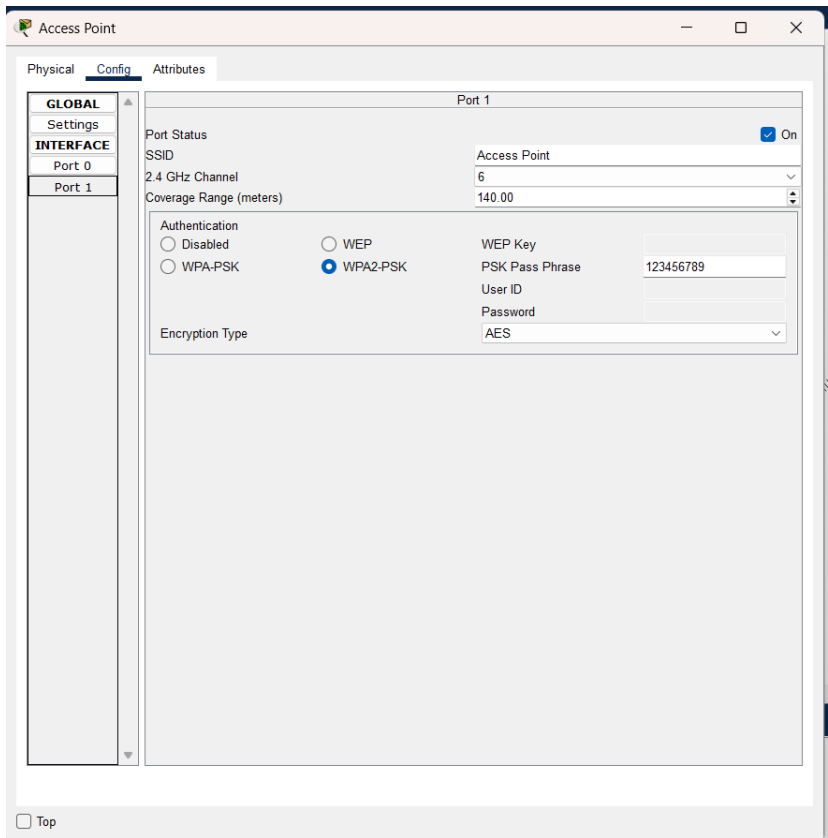 Access Point
Physical Config Attributes
GLOBAL
Settings
INTERFACE
Port 0
Port 1
Port 1
Port Status On
SSID Access Point
2.4 GHz Channel 6
Coverage Range (meters) 140.00
Authentication
Disabled WEP WEP Key
WPA-PSK WPA2-PSK PSK Pass Phrase 123456789
User ID
Password
Encryption Type AES
Top